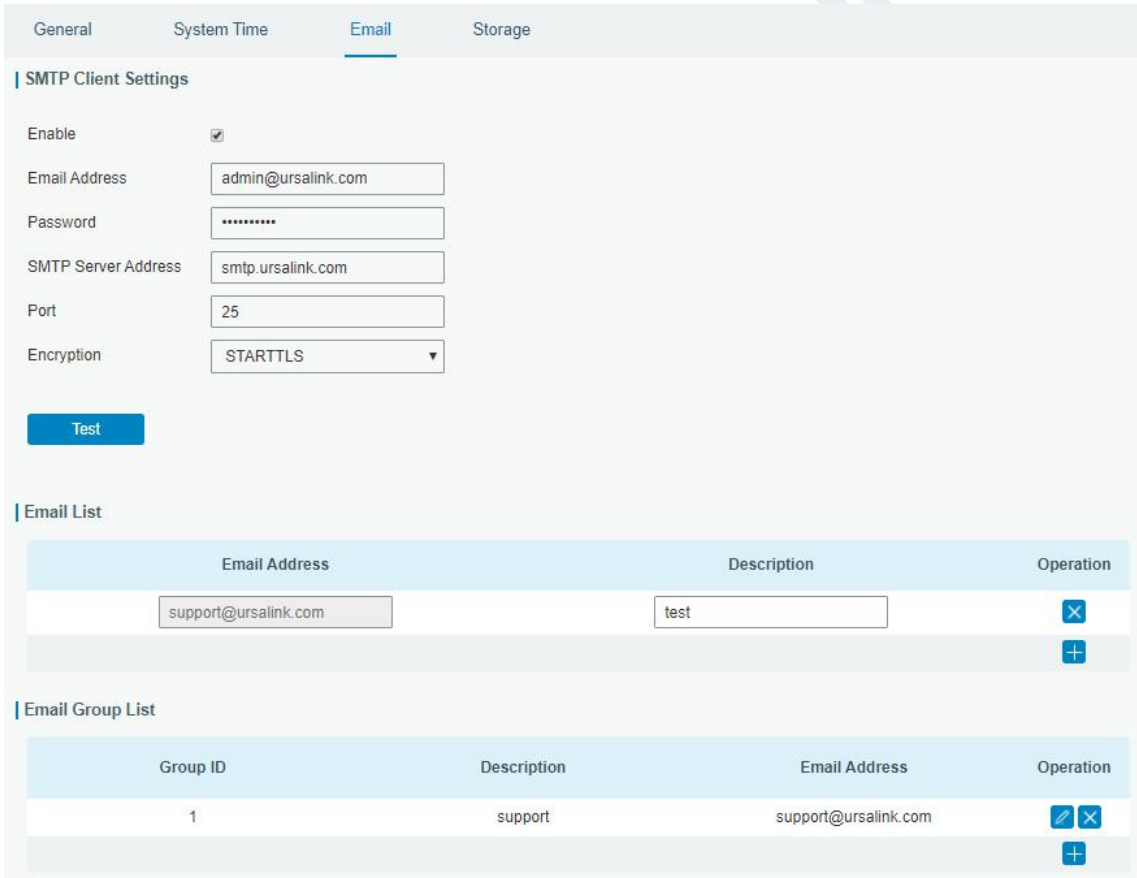 General System Time Email Storage
SMTP Client Settings
Enable
Email Address admin@ursalink.com
Password ••••••••••
SMTP Server Address smtp.ursalink.com
Port 25
Encryption STARTTLS
Test
Email List
Email Address Description Operation
support@ursalink.com test
Email Group List
Group ID Description Email Address Operation
1 support support@ursalink.com